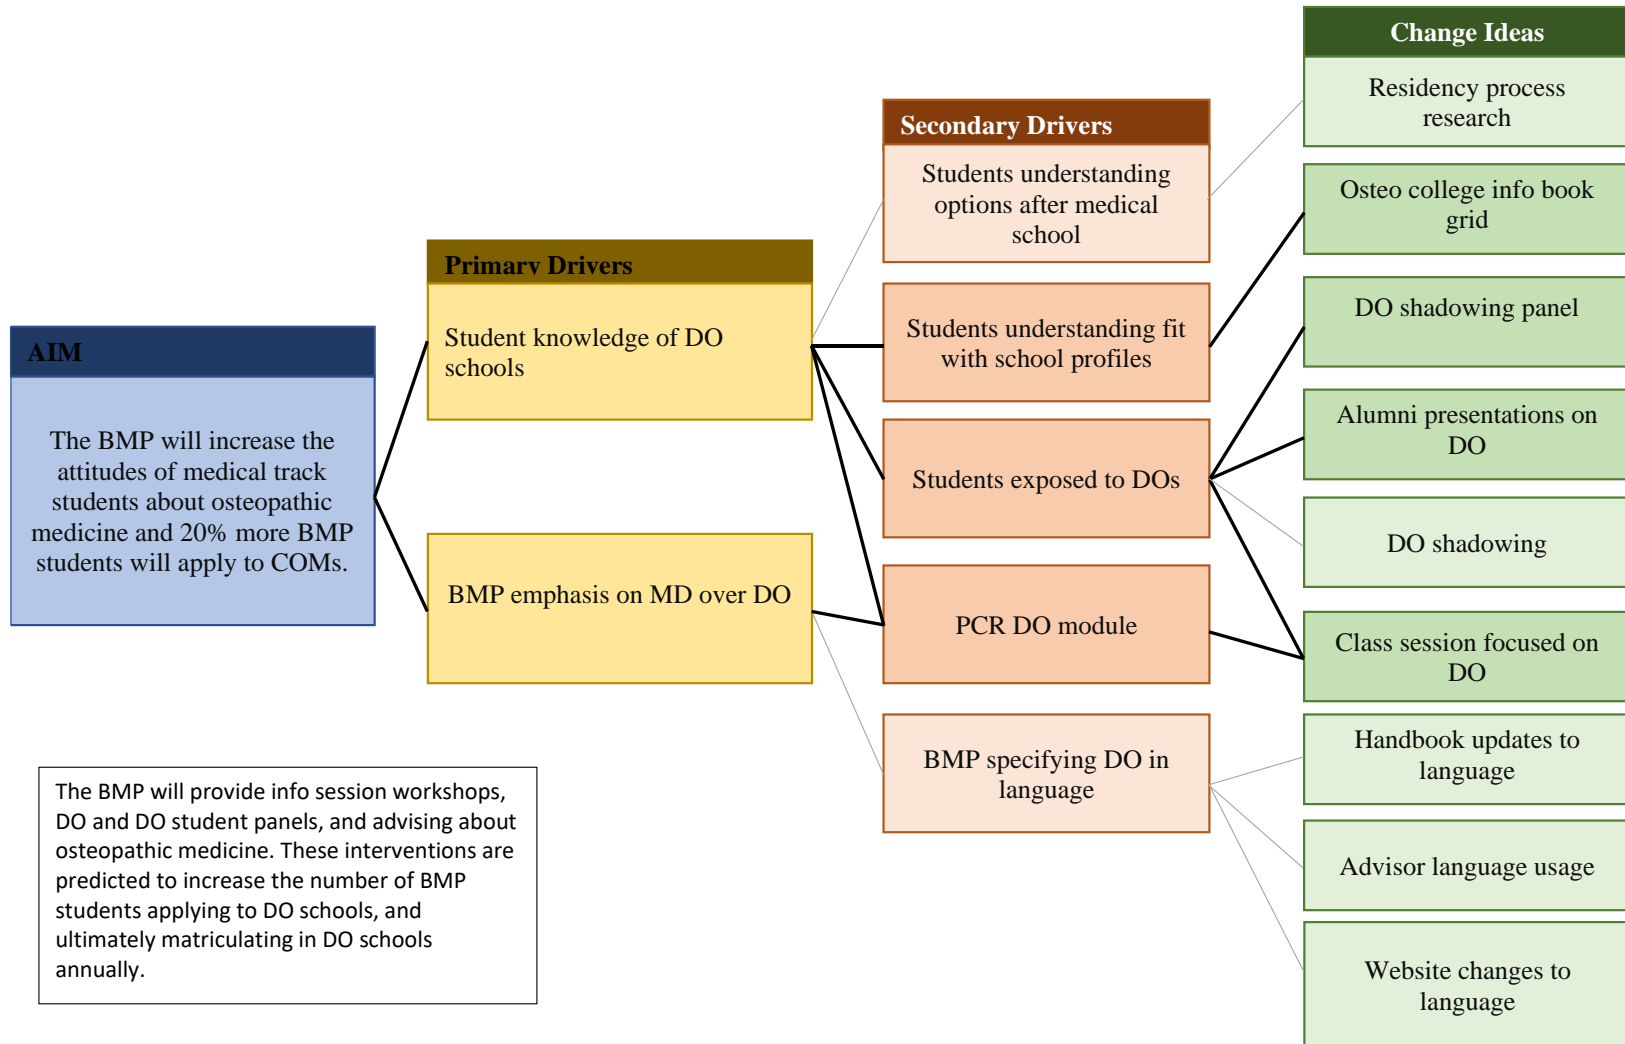 AIM
The BMP will increase the
attitudes of medical track
students about osteopathic
medicine and 20% more BMP
students will apply to COMs.
Primary Drivers
Student knowledge of DO
schools
BMP emphasis on MD over DO
Secondary Drivers
Students understanding
options after medical
school
Students understanding fit
with school profiles
Students exposed to DOs
PCR DO module
BMP specifying DO in
language
Change Ideas
Residency process
research
Osteo college info book
grid
DO shadowing panel
Alumni presentations on
DO
DO shadowing
Class session focused on
DO
Handbook updates to
language
Advisor language usage
Website changes to
language
The BMP will provide info session workshops,
DO and DO student panels, and advising about
osteopathic medicine. These interventions are
predicted to increase the number of BMP
students applying to DO schools, and
ultimately matriculating in DO schools
annually.